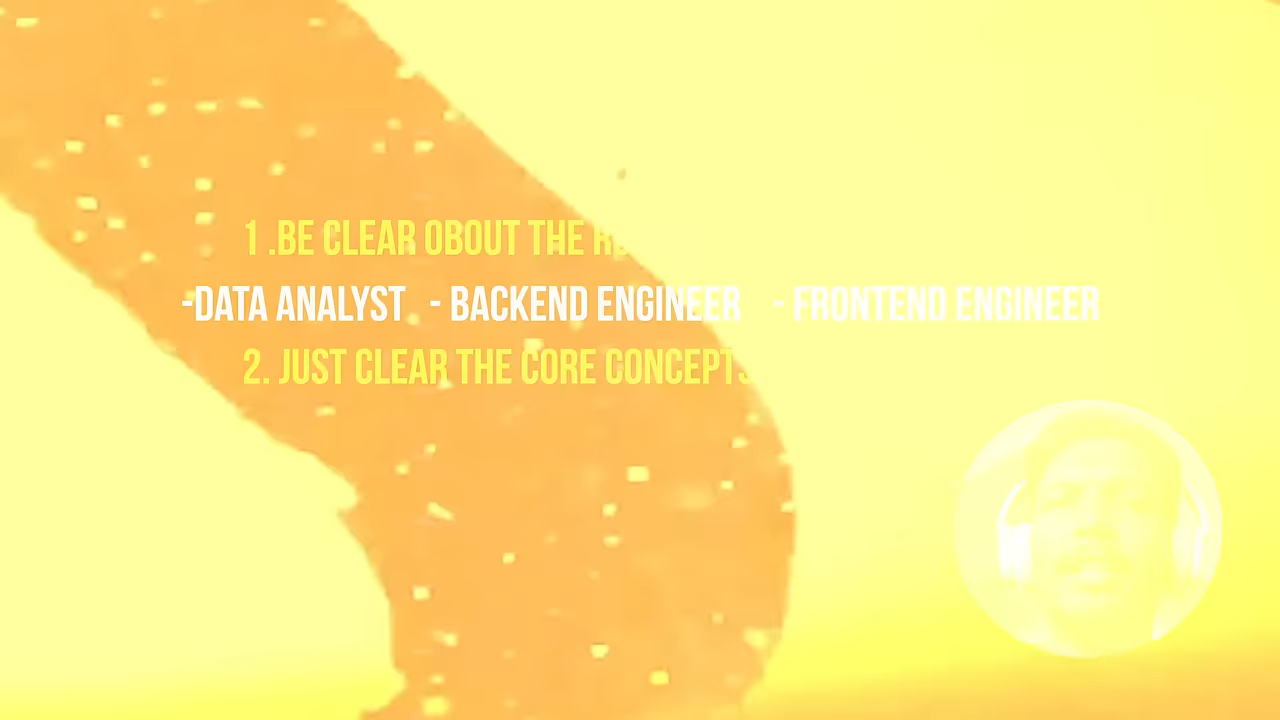 1 .BE CLEAR OBOUT THE
-DATA ANALYST - BACKEND ENGINEER - FRONTEND ENGINEER
2. JUST CLEAR THE CORE CONCEPTS